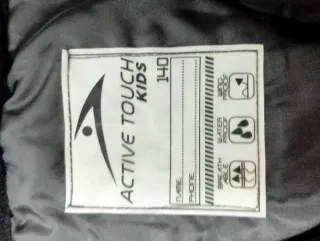 ACTIVE TOUCH
KIDS
140
NAME:
PHONE:
BREATH
ABLE
WATER
PROOF
WIND
PROOF